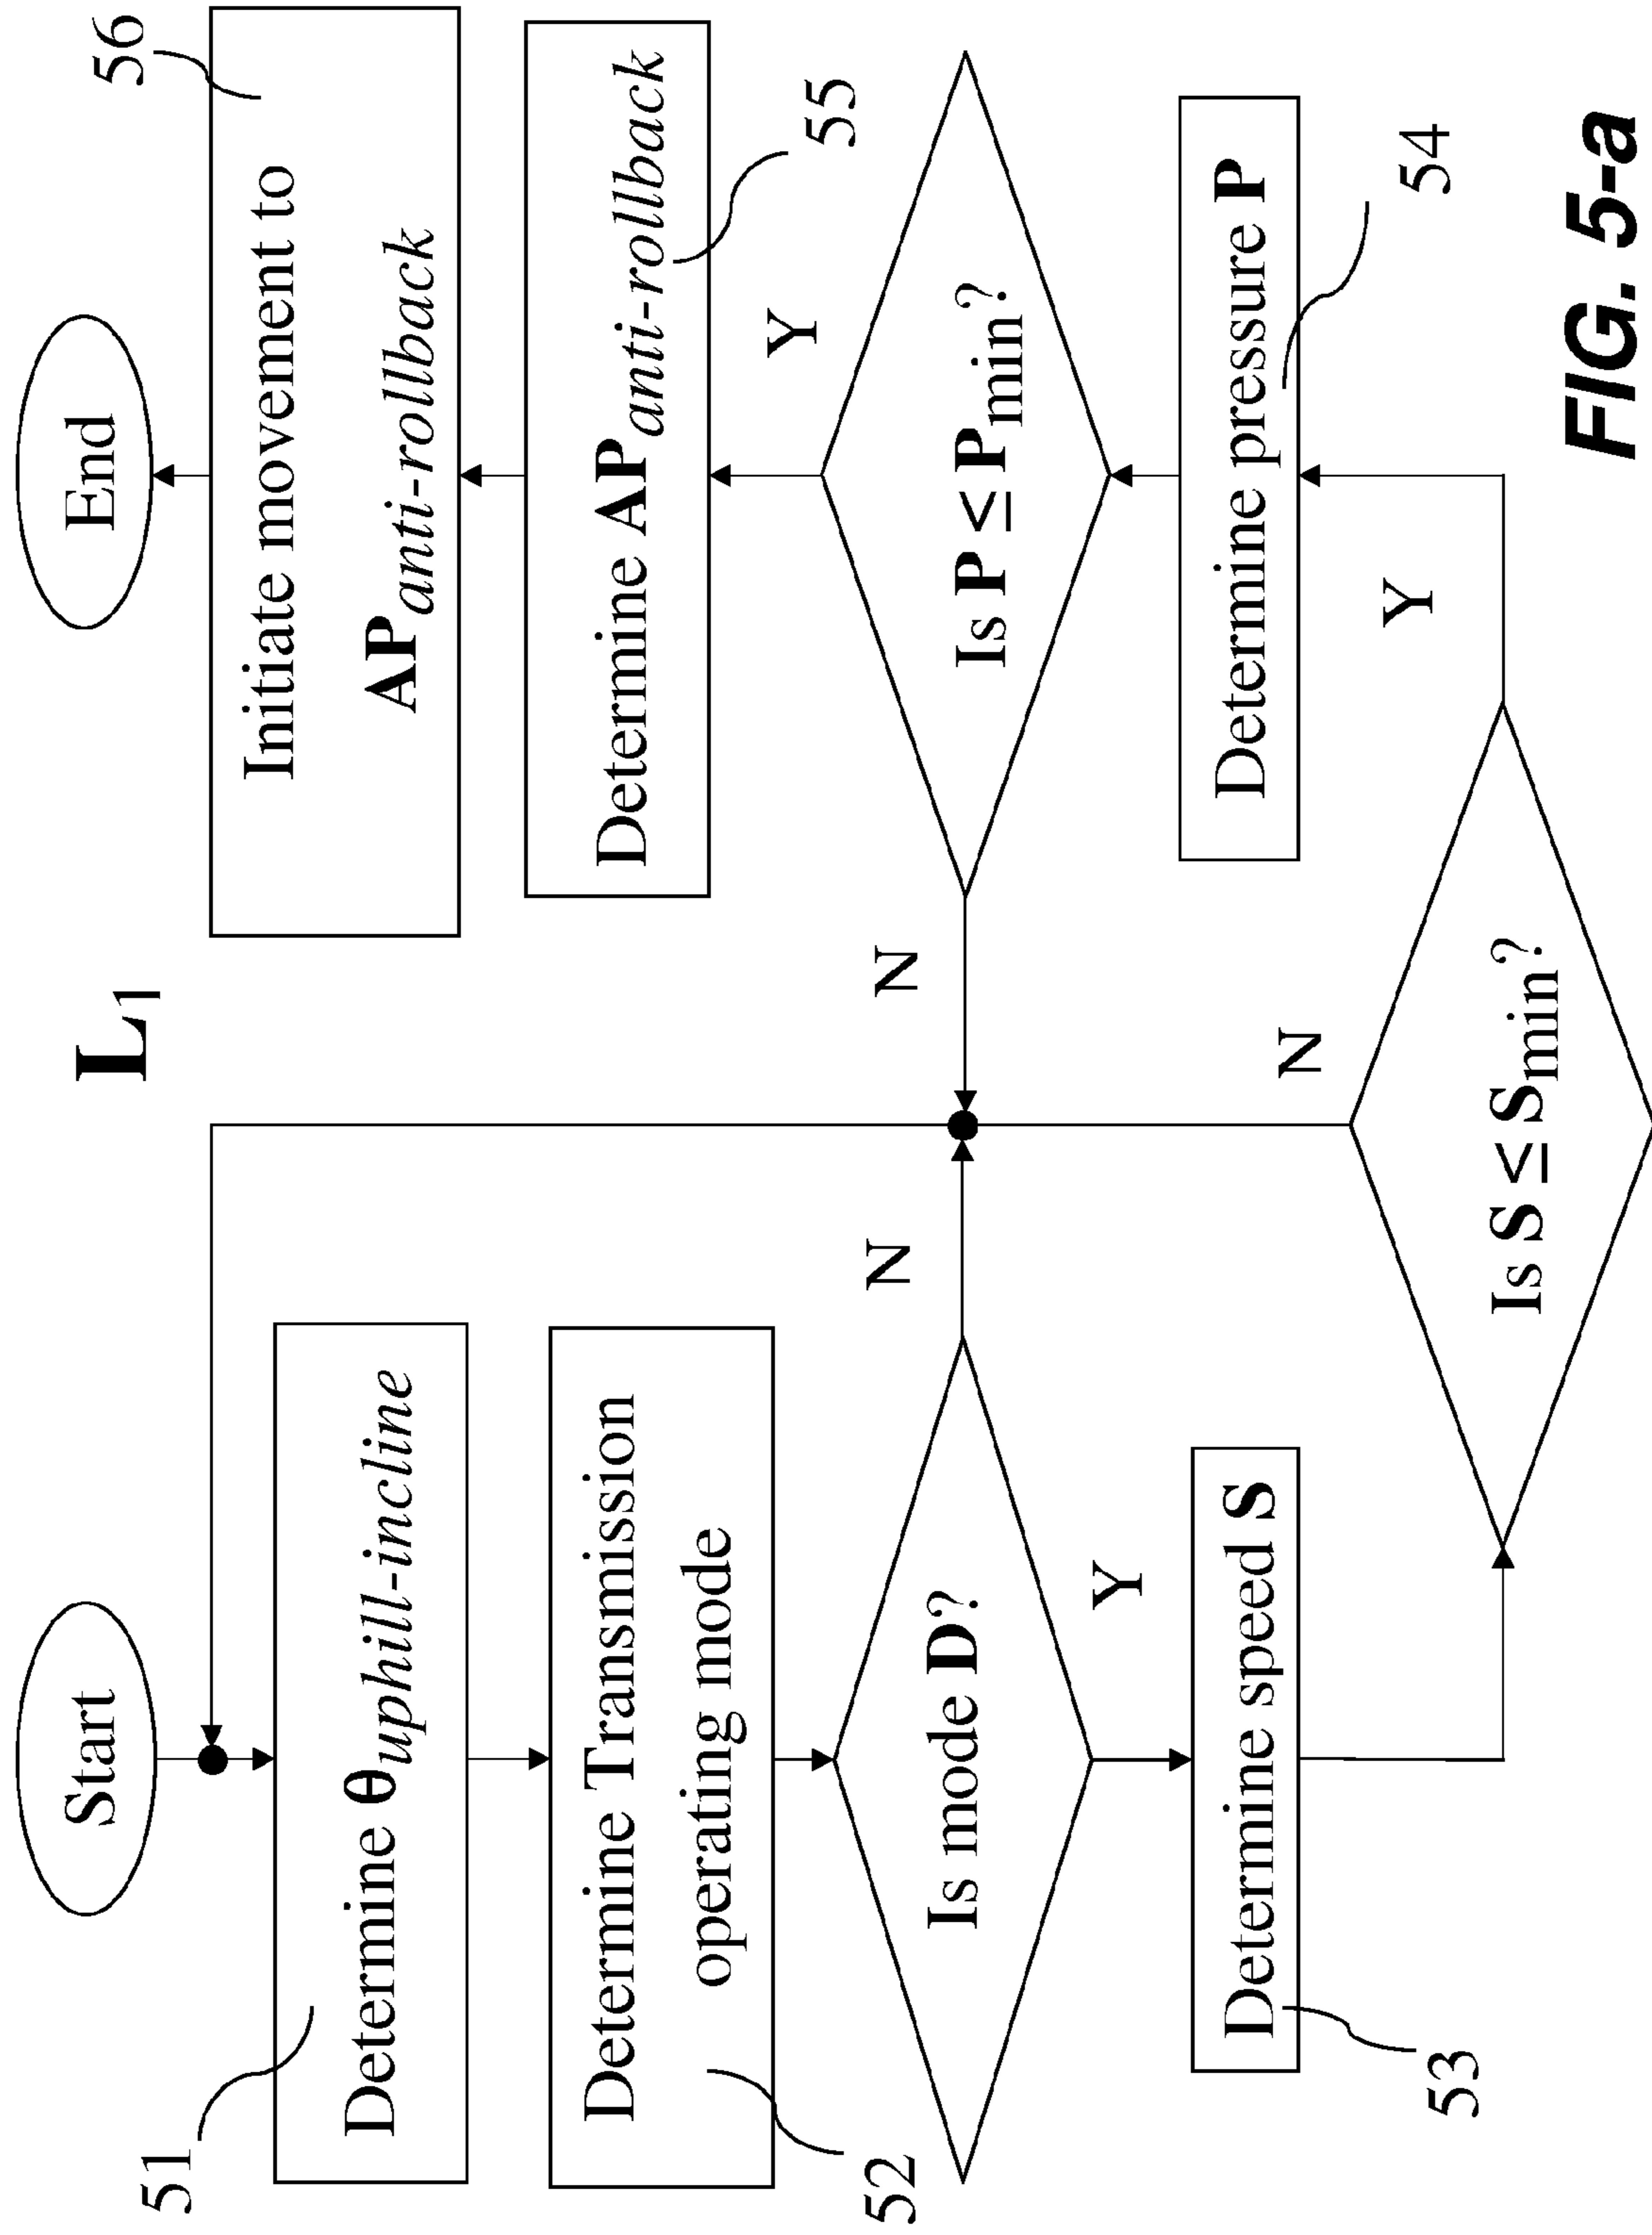 L1
Start
51
Determine θuphill-incline
52
Determine Transmission
operating mode
Is mode D?
N
Y
53
Determine speed S
Is S ≤ Smin?
N
Y
54
Determine pressure P
Is P ≤ Pmin?
N
Y
55
Determine APanti-rollback
56
Initiate movement to
APanti-rollback
End
FIG. 5-a